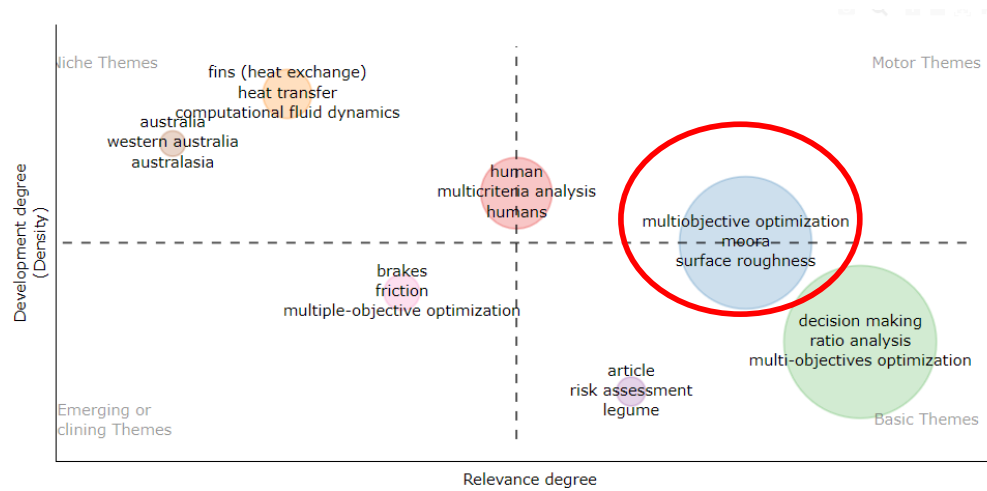 Niche Themes
Motor Themes
fins (heat exchange)
heat transfer
computational fluid dynamics
australia
western australia
australasia
human
multicriteria analysis
humans
multiobjective optimization
moora
surface roughness
brakes
friction
multiple-objective optimization
decision making
ratio analysis
multi-objectives optimization
article
risk assessment
legume
Emerging or
clining Themes
Basic Themes
Development degree
(Density)
Relevance degree